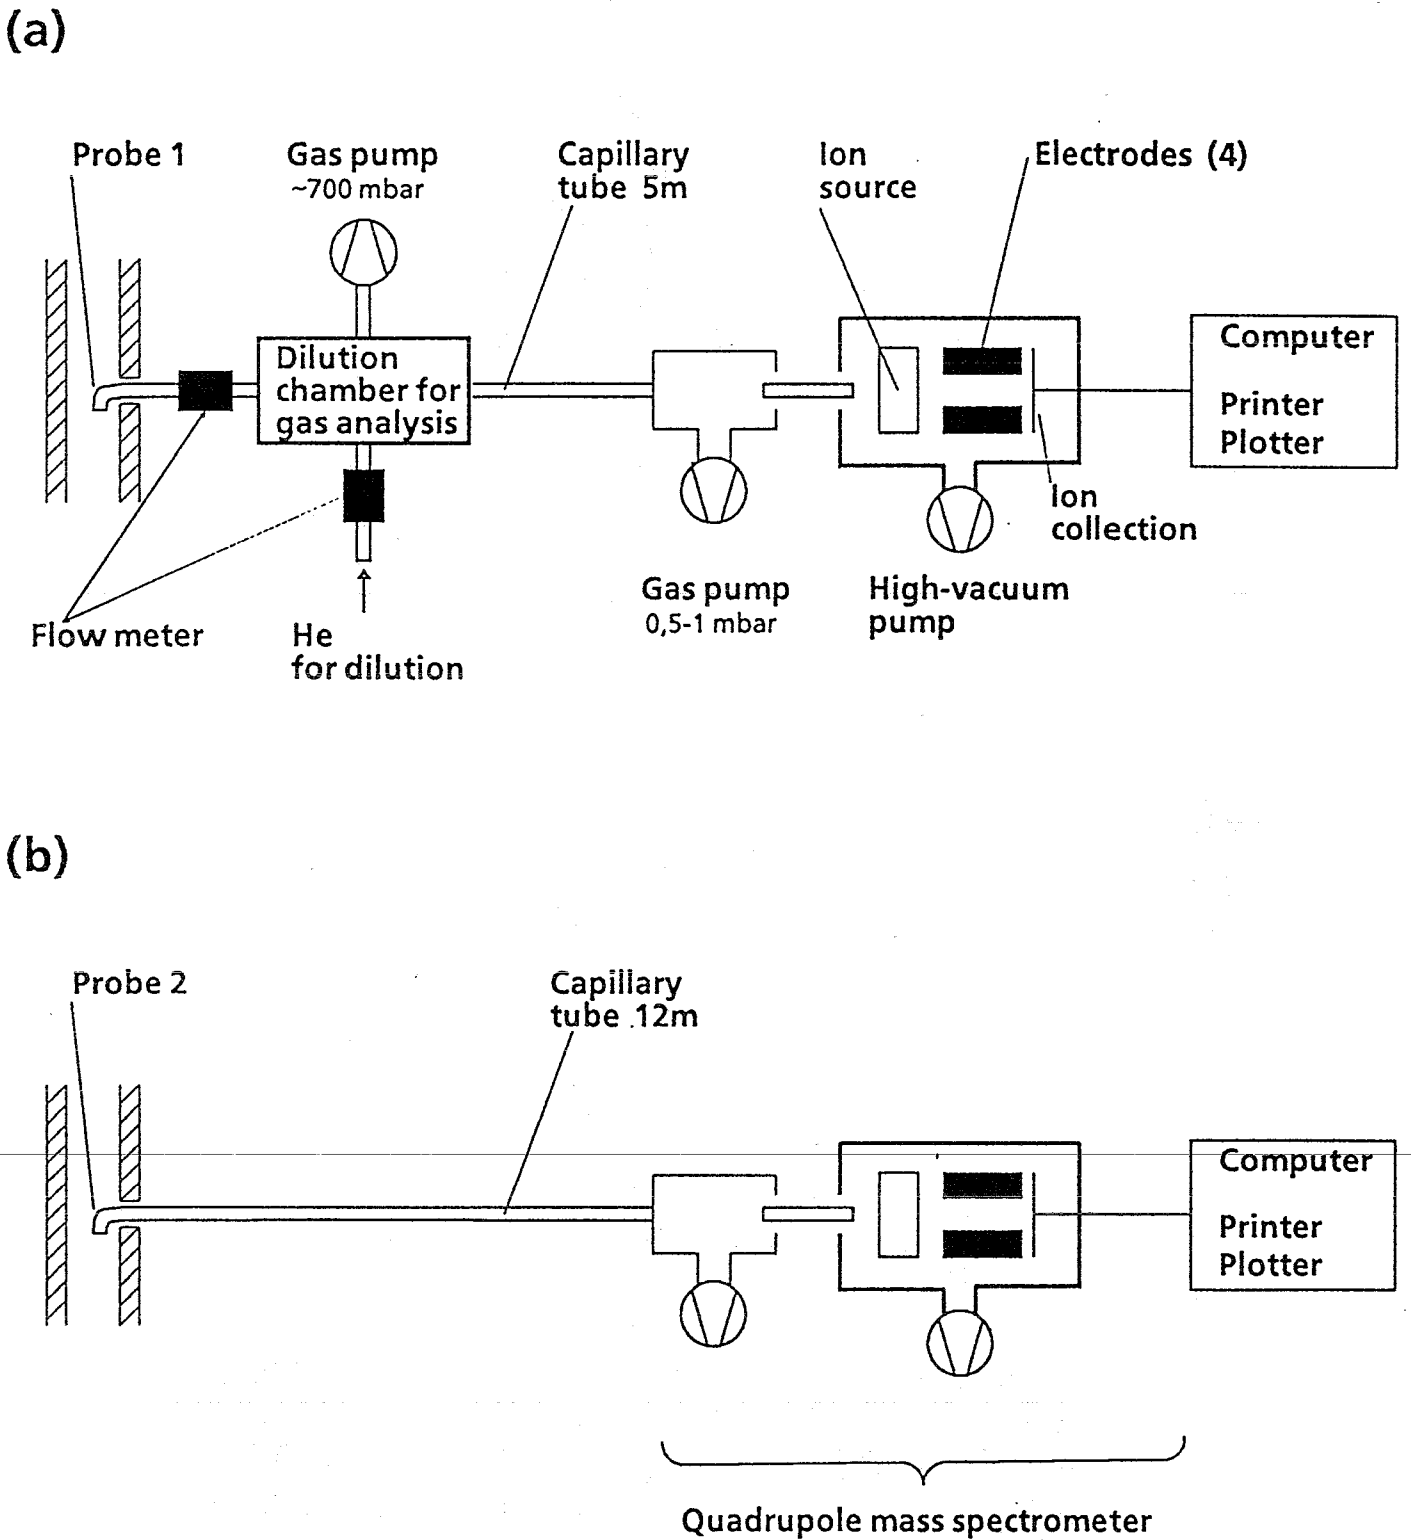 (a)
Probe 1
Gas pump
~700 mbar
Capillary
tube 5m
Ion
source
Electrodes (4)
Dilution
chamber for
gas analysis
Computer
Printer
Plotter
Ion
collection
Flow meter
He
for dilution
Gas pump
0,5-1 mbar
High-vacuum
pump
(b)
Probe 2
Capillary
tube .12m
Computer
Printer
Plotter
Quadrupole mass spectrometer